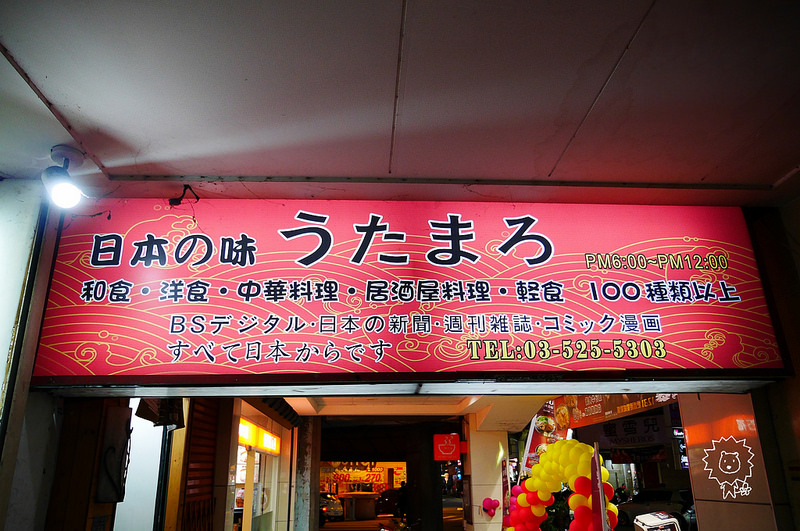 日本の味 うたまろ
PM6:00~PM12:00
和食・洋食・中華料理・居酒屋料理・軽食 100種類以上
BSデジタル・日本の新聞・週刊雑誌・コミック漫画
すべて日本からです
TEL:03-525-5303